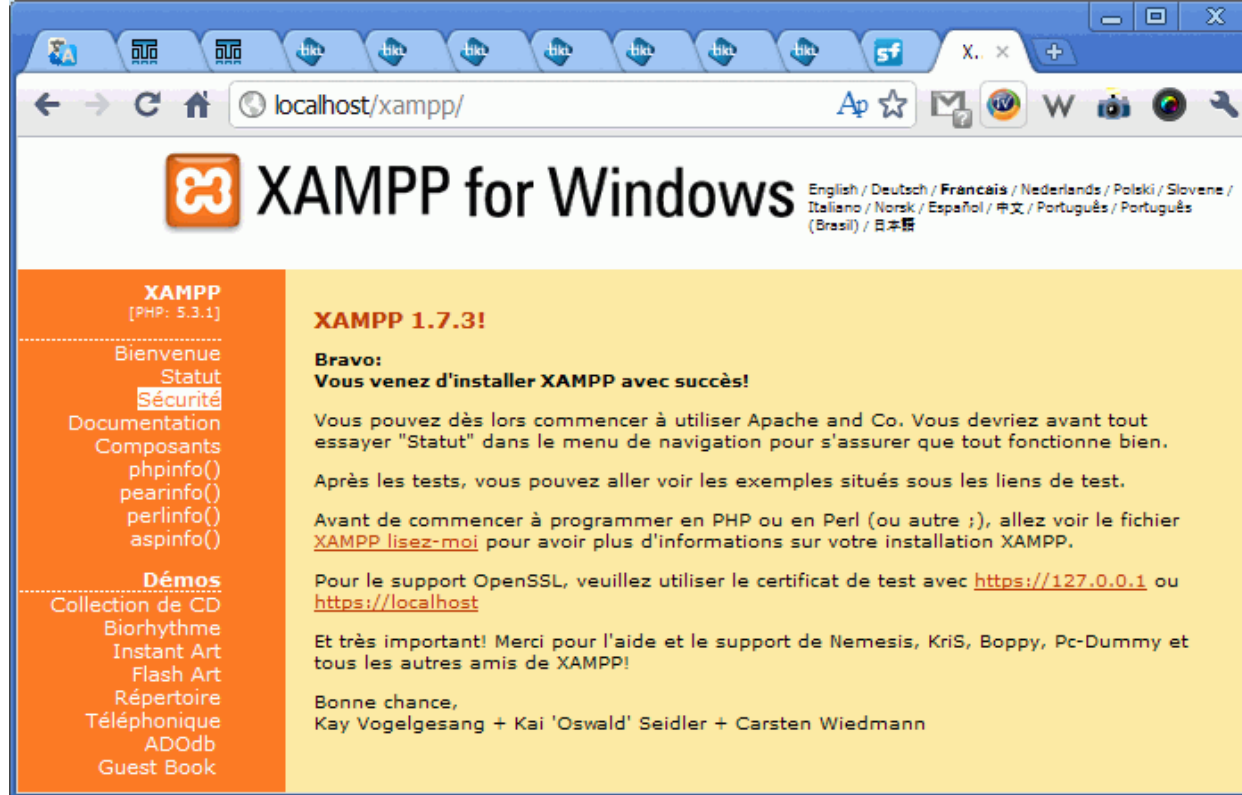 X.
localhost/xampp/
XAMPP for Windows
English / Deutsch / Francais / Nederlands / Polski / Slovene /
Italiano / Norsk / Español / 中文 / Português / Português
(Brasil) / 日本語
XAMPP
[PHP: 5.3.1]
Bienvenue
Statut
Sécurité
Documentation
Composants
phpinfo()
pearinfo()
perlinfo()
aspinfo()
Démos
Collection de CD
Biorhythme
Instant Art
Flash Art
Répertoire
Téléphonique
ADOdb
Guest Book
XAMPP 1.7.3!
Bravo:
Vous venez d'installer XAMPP avec succès!
Vous pouvez dès lors commencer à utiliser Apache and Co. Vous devriez avant tout
essayer "Statut" dans le menu de navigation pour s'assurer que tout fonctionne bien.
Après les tests, vous pouvez aller voir les exemples situés sous les liens de test.
Avant de commencer à programmer en PHP ou en Perl (ou autre ;), allez voir le fichier
XAMPP lisez-moi pour avoir plus d'informations sur votre installation XAMPP.
Pour le support OpenSSL, veuillez utiliser le certificat de test avec https://127.0.0.1 ou
https://localhost
Et très important! Merci pour l'aide et le support de Nemesis, KriS, Boppy, Pc-Dummy et
tous les autres amis de XAMPP!
Bonne chance,
Kay Vogelgesang + Kai 'Oswald' Seidler + Carsten Wiedmann